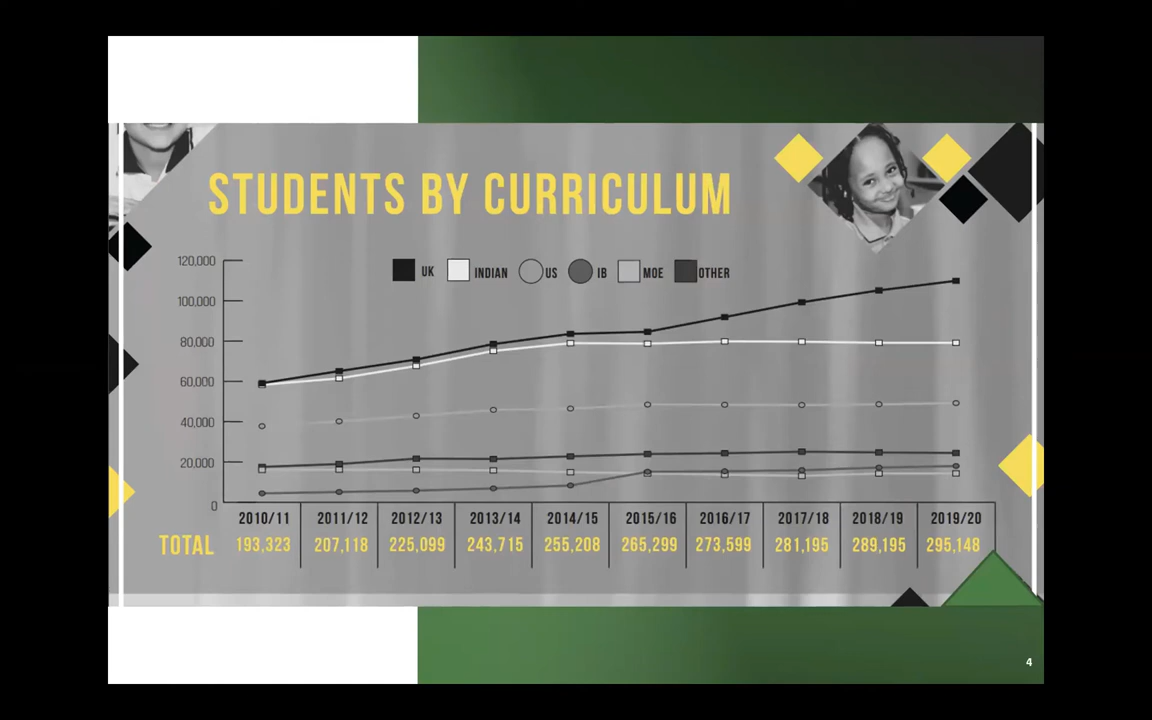 STUDENTS BY CURRICULUM
UK INDIAN US IB MOE OTHER
120,000
100,000
80,000
60,000
40,000
20,000
0
2010/11 2011/12 2012/13 2013/14 2014/15 2015/16 2016/17 2017/18 2018/19 2019/20
TOTAL 193,323 207,118 225,099 243,715 255,208 265,299 273,599 281,195 289,195 295,148
4